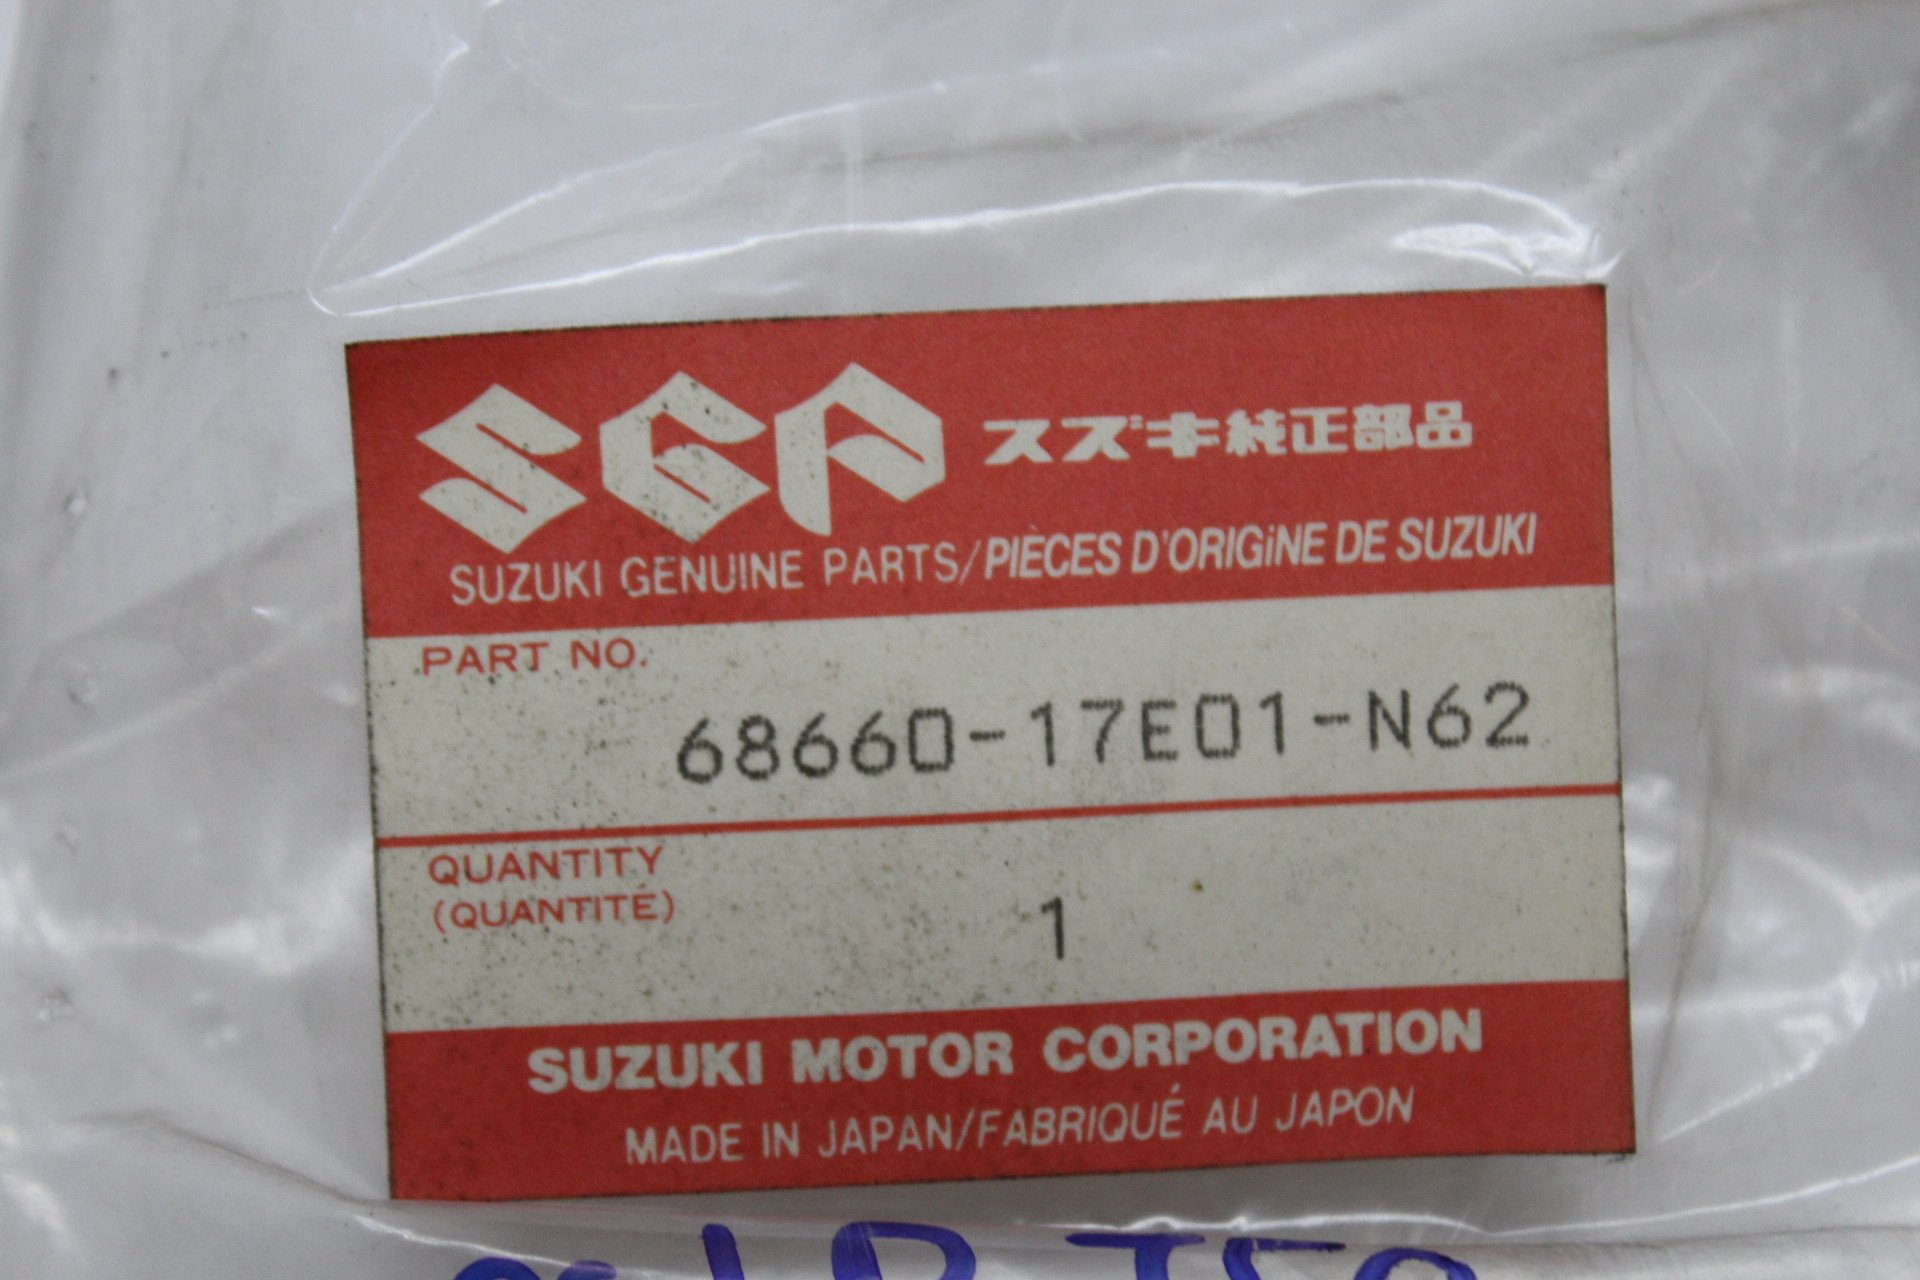 SGP スズキ純正部品
SUZUKI GENUINE PARTS/PIÈCES D'ORIGiNE DE SUZUKI
PART NO.
68660-17E01-N62
QUANTITY
(QUANTITÉ)
1
SUZUKI MOTOR CORPORATION
MADE IN JAPAN/FABRIQUÉ AU JAPON